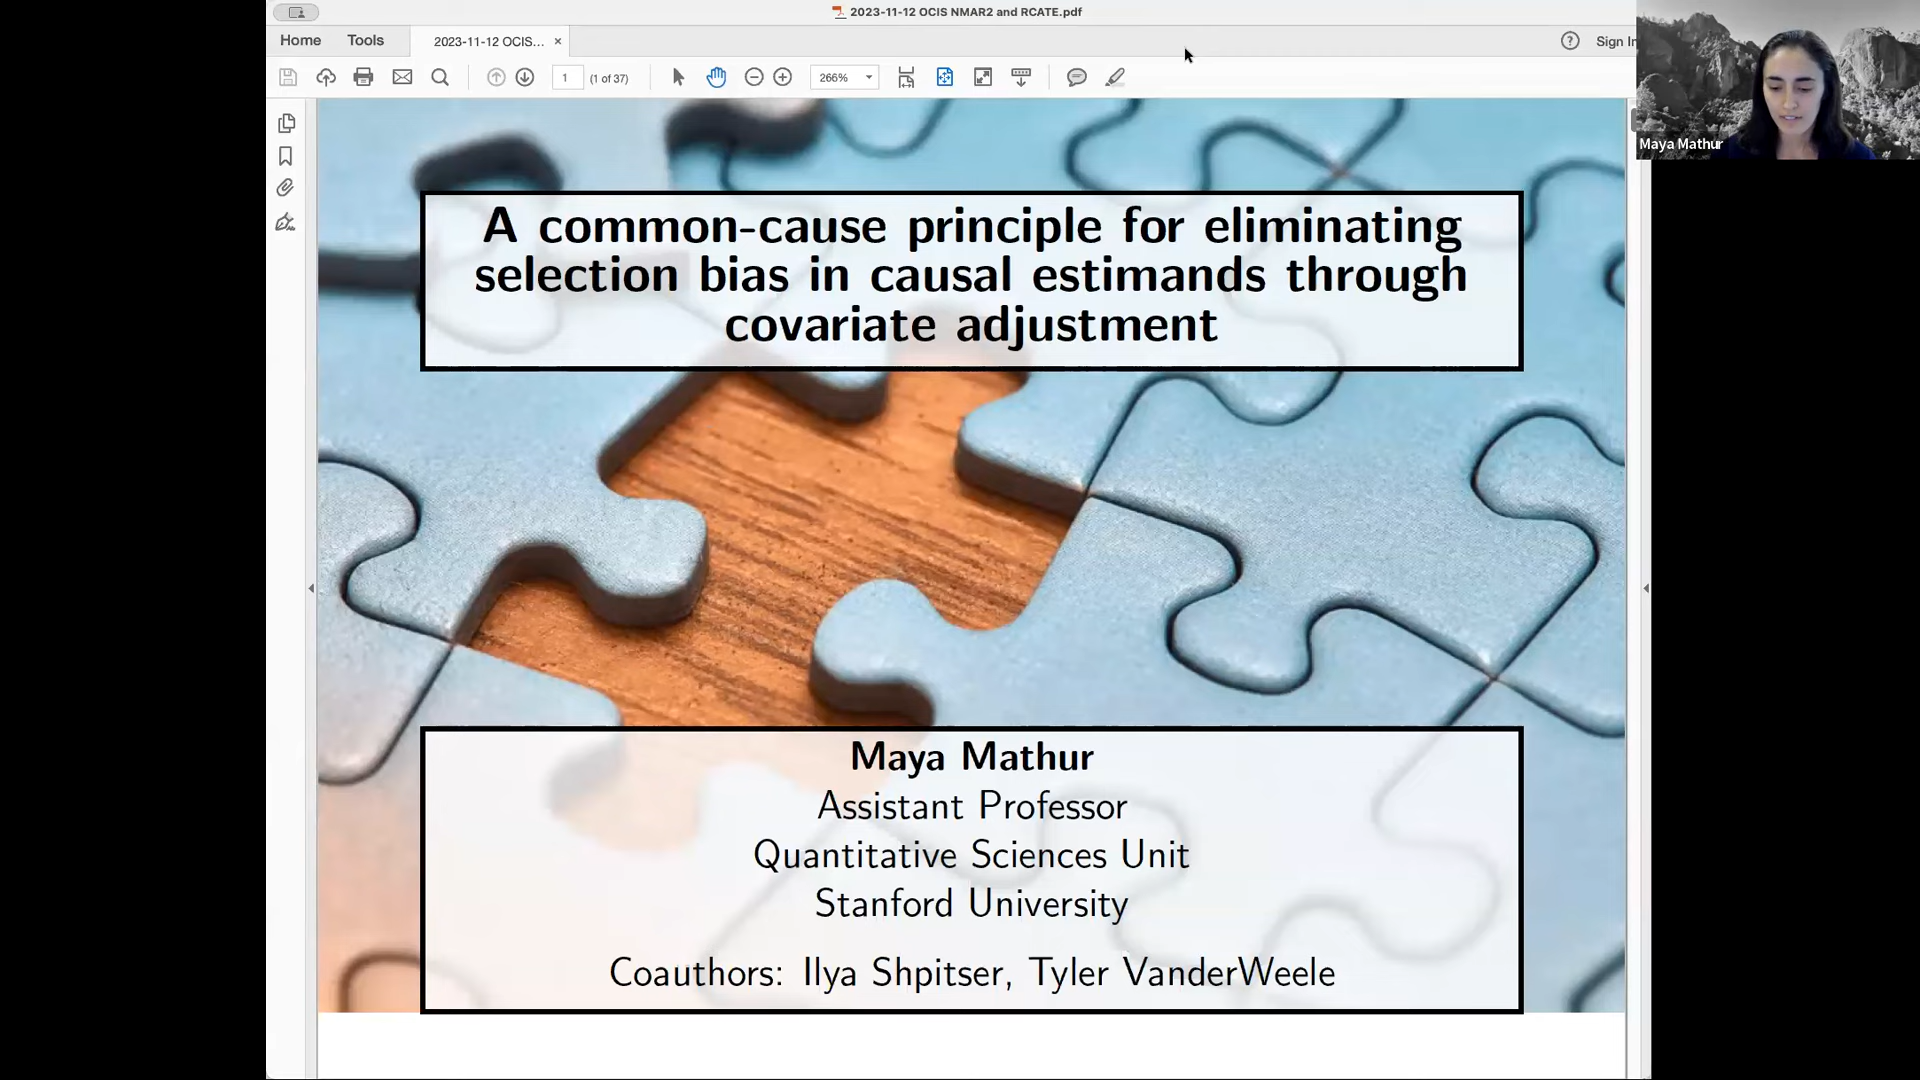 2023-11-12 OCIS NMAR2 and RCATE.pdf
Home Tools 2023-11-12 OCIS... ×
? Sign In
1 (1 of 37) 266%
Maya Mathur
A common-cause principle for eliminating
selection bias in causal estimands through
covariate adjustment
Maya Mathur
Assistant Professor
Quantitative Sciences Unit
Stanford University
Coauthors: Ilya Shpitser, Tyler VanderWeele